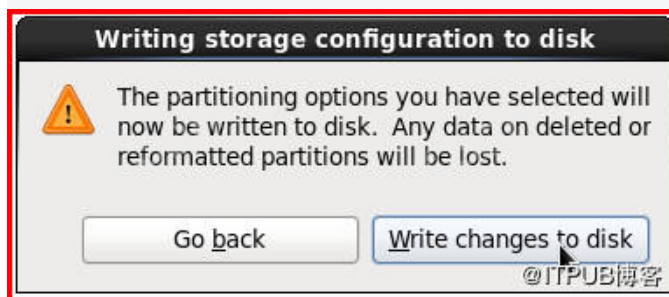 Writing storage configuration to disk
The partitioning options you have selected will
now be written to disk. Any data on deleted or
reformatted partitions will be lost.
Go back
Write changes to disk
@ITPUB博客